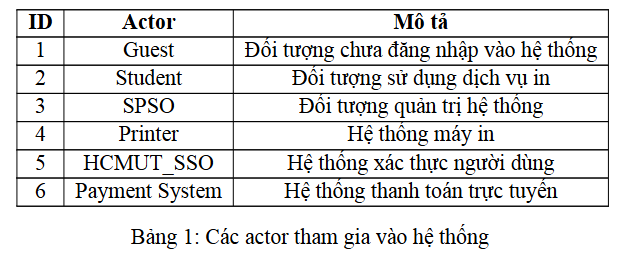 ID Actor Mô tả
1 Guest Đối tượng chưa đăng nhập vào hệ thống
2 Student Đối tượng sử dụng dịch vụ in
3 SPSO Đối tượng quản trị hệ thống
4 Printer Hệ thống máy in
5 HCMUT_SSO Hệ thống xác thực người dùng
6 Payment System Hệ thống thanh toán trực tuyến
Bảng 1: Các actor tham gia vào hệ thống